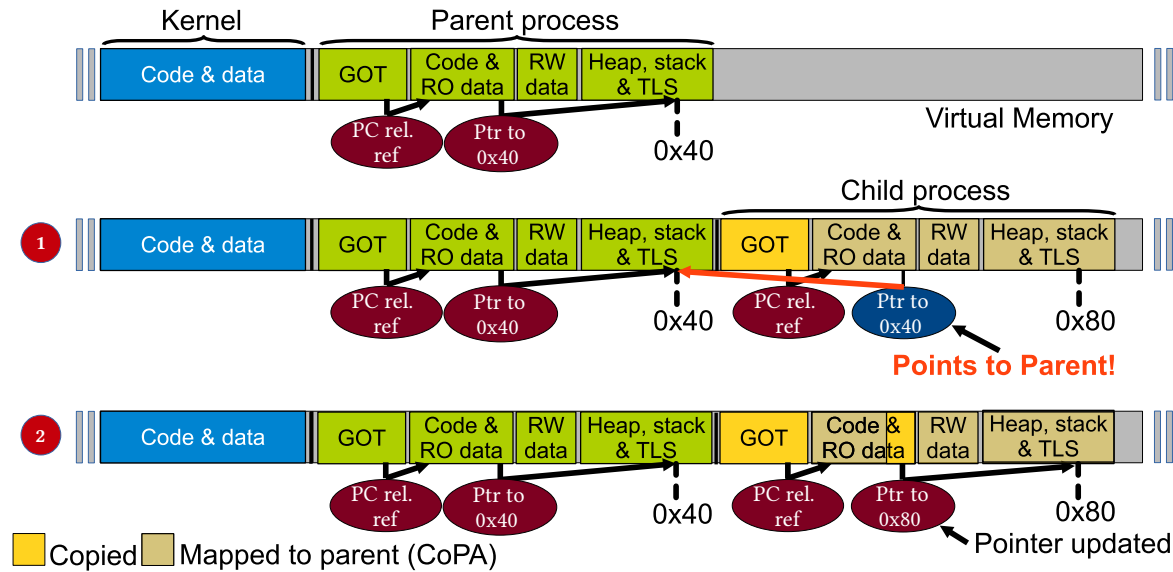 Kernel
Parent process
Code & data
GOT
Code &
RO data
RW
data
Heap, stack
& TLS
PC rel.
ref
Ptr to
0x40
0x40
Virtual Memory
Child process
1
Code & data
GOT
Code &
RO data
RW
data
Heap, stack
& TLS
GOT
Code &
RO data
RW
data
Heap, stack
& TLS
PC rel.
ref
Ptr to
0x40
0x40
PC rel.
ref
Ptr to
0x40
0x80
Points to Parent!
2
Code & data
GOT
Code &
RO data
RW
data
Heap, stack
& TLS
GOT
Code &
RO data
RW
data
Heap, stack
& TLS
PC rel.
ref
Ptr to
0x40
0x40
PC rel.
ref
Ptr to
0x80
0x80
Pointer updated
Copied
Mapped to parent (CoPA)